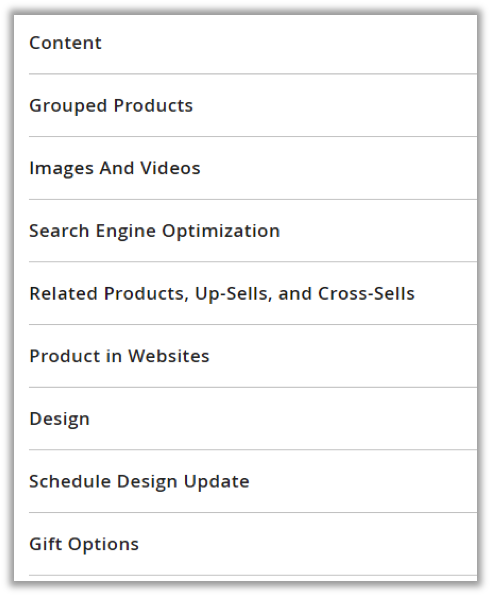 Content
Grouped Products
Images And Videos
Search Engine Optimization
Related Products, Up-Sells, and Cross-Sells
Product in Websites
Design
Schedule Design Update
Gift Options